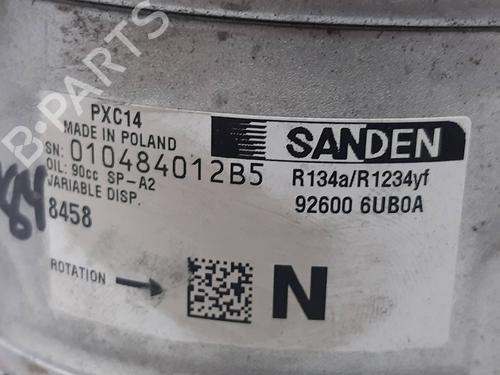 PXC14
MADE IN POLAND
SN: 010484012B5
OIL: 90cc SP-A2
VARIABLE DISP.
8458
ROTATION
SANDEN
R134a/R1234yf
92600 6UB0A
N
B-PARTS